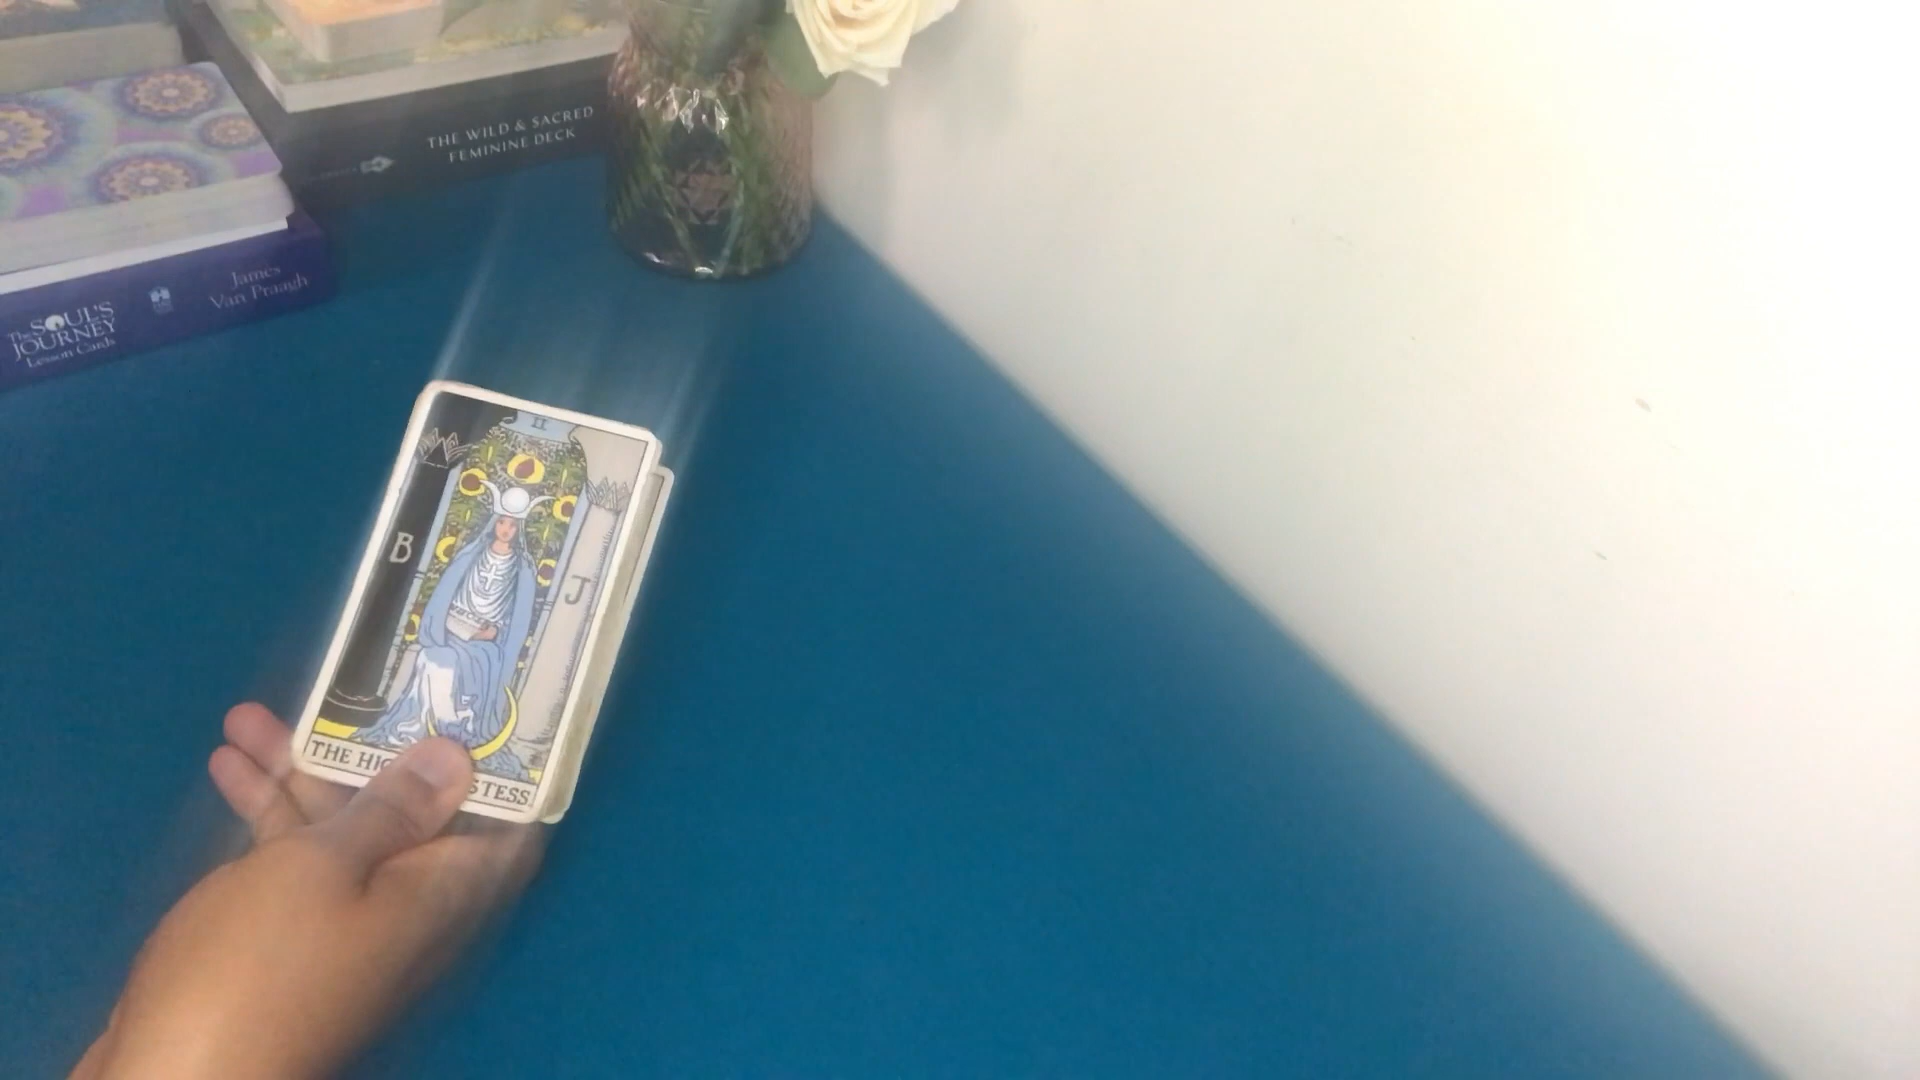 THE WILD & SACRED
FEMININE DECK
The
SOUL'S
JOURNEY
Lesson Cards
James
Van Praagh
II
B
J
THE HIG
STESS